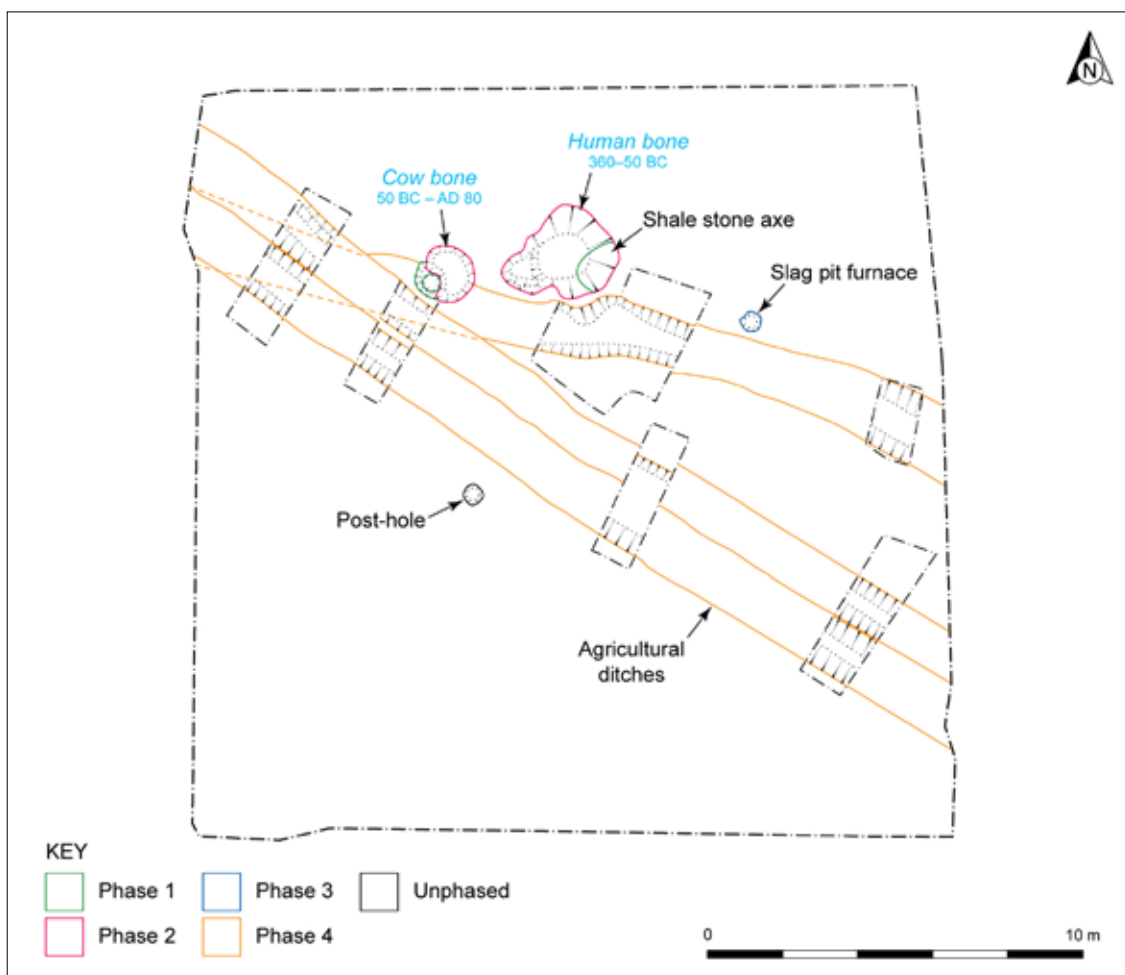 N
Human bone
360–50 BC
Cow bone
50 BC – AD 80
Shale stone axe
Slag pit furnace
Post-hole
Agricultural
ditches
KEY
Phase 1
Phase 3
Unphased
Phase 2
Phase 4
0
10 m